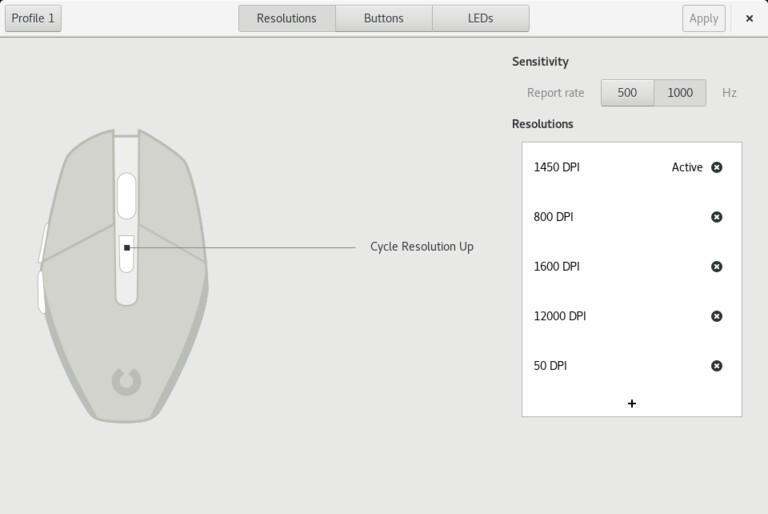 Profile 1
Resolutions
Buttons
LEDs
Apply
Sensitivity
Report rate 500 1000 Hz
Resolutions
1450 DPI Active
800 DPI
Cycle Resolution Up
1600 DPI
12000 DPI
50 DPI